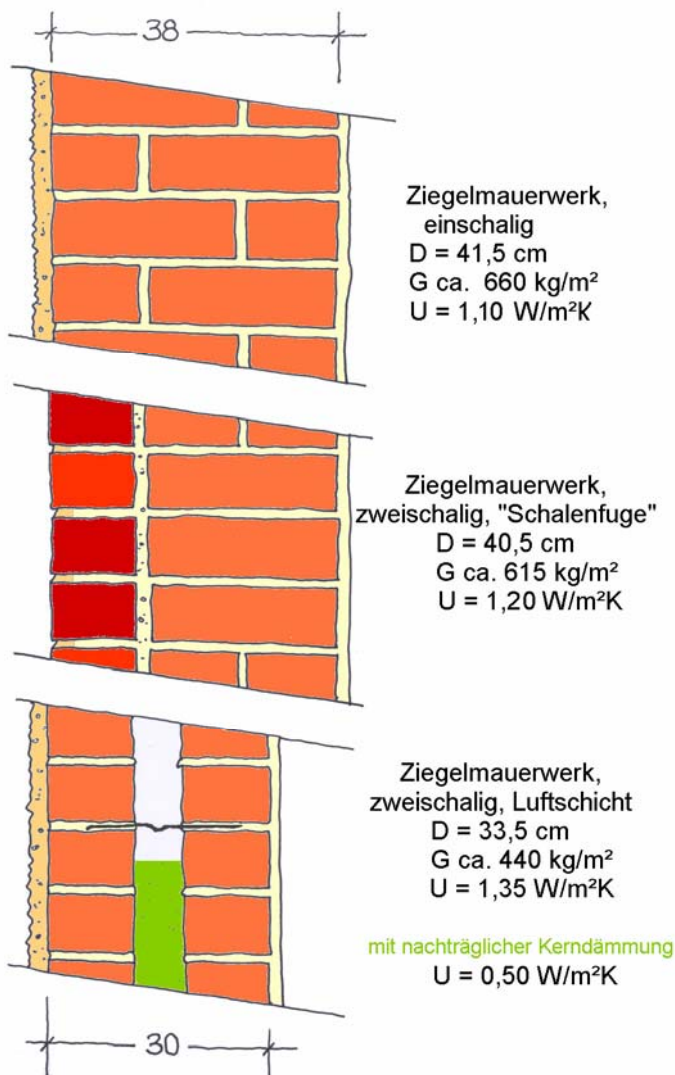 38
Ziegelmauerwerk,
einschalig
D = 41,5 cm
G ca. 660 kg/m²
U = 1,10 W/m²K
Ziegelmauerwerk,
zweischalig, "Schalenfuge"
D = 40,5 cm
G ca. 615 kg/m²
U = 1,20 W/m²K
Ziegelmauerwerk,
zweischalig, Luftschicht
D = 33,5 cm
G ca. 440 kg/m²
U = 1,35 W/m²K
mit nachträglicher Kerndämmung
U = 0,50 W/m²K
30